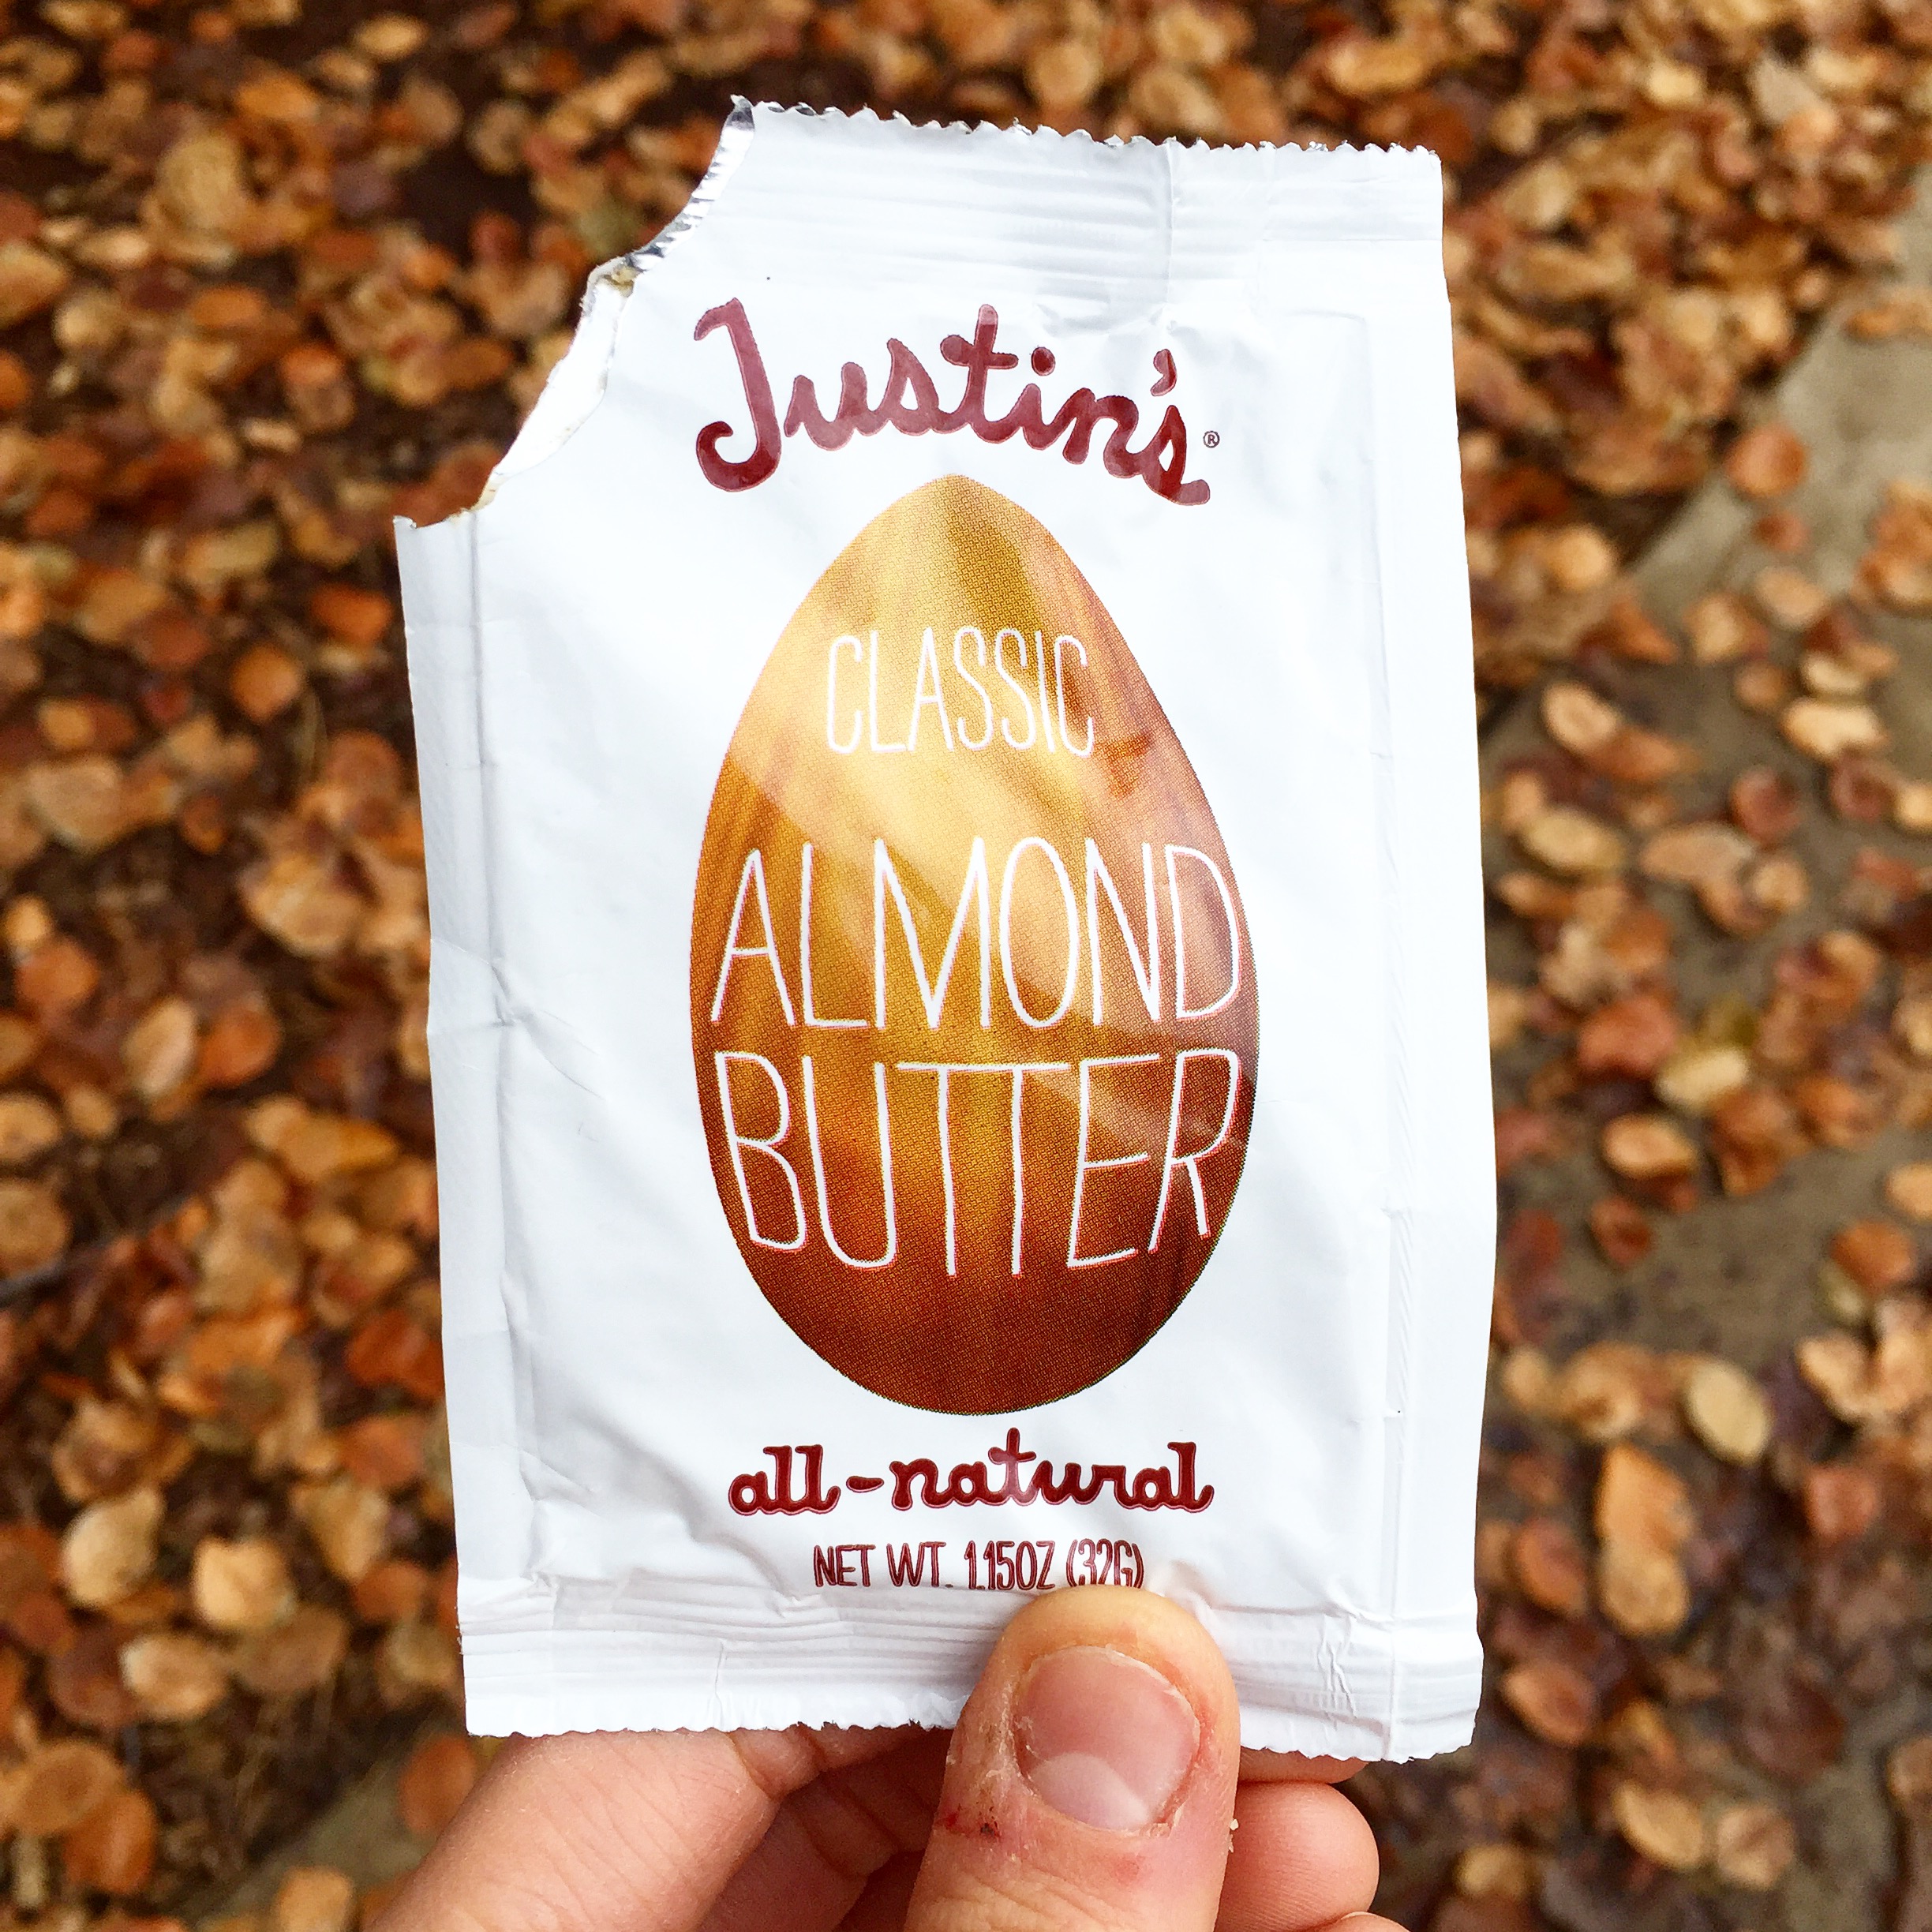 Justin's®
CLASSIC
ALMOND
BUTTER
all-natural
NET WT. 1.15OZ (32G)